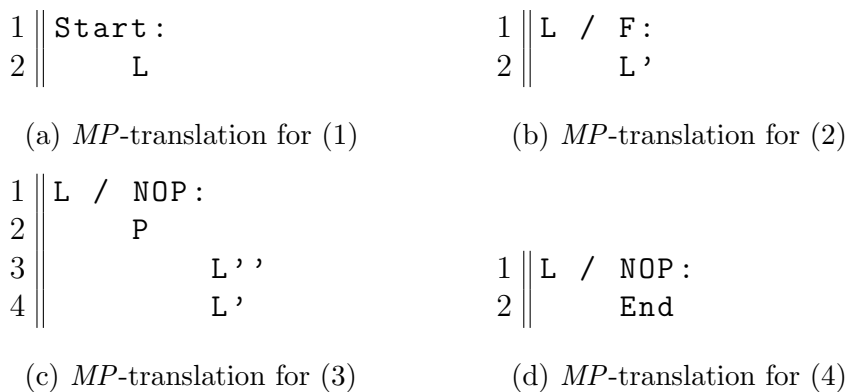 1 Start:
2 L
(a) MP-translation for (1)
1 L / F:
2 L'
(b) MP-translation for (2)
1 L / NOP:
2 P
3 L''
4 L'
(c) MP-translation for (3)
1 L / NOP:
2 End
(d) MP-translation for (4)